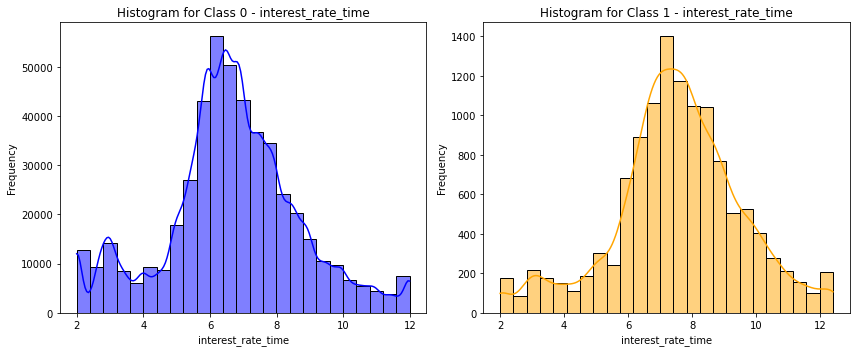 Histogram for Class 0 - interest_rate_time
Frequency
50000
40000
30000
20000
10000
0
2 4 6 8 10 12
interest_rate_time
Histogram for Class 1 - interest_rate_time
Frequency
1400
1200
1000
800
600
400
200
0
2 4 6 8 10 12
interest_rate_time